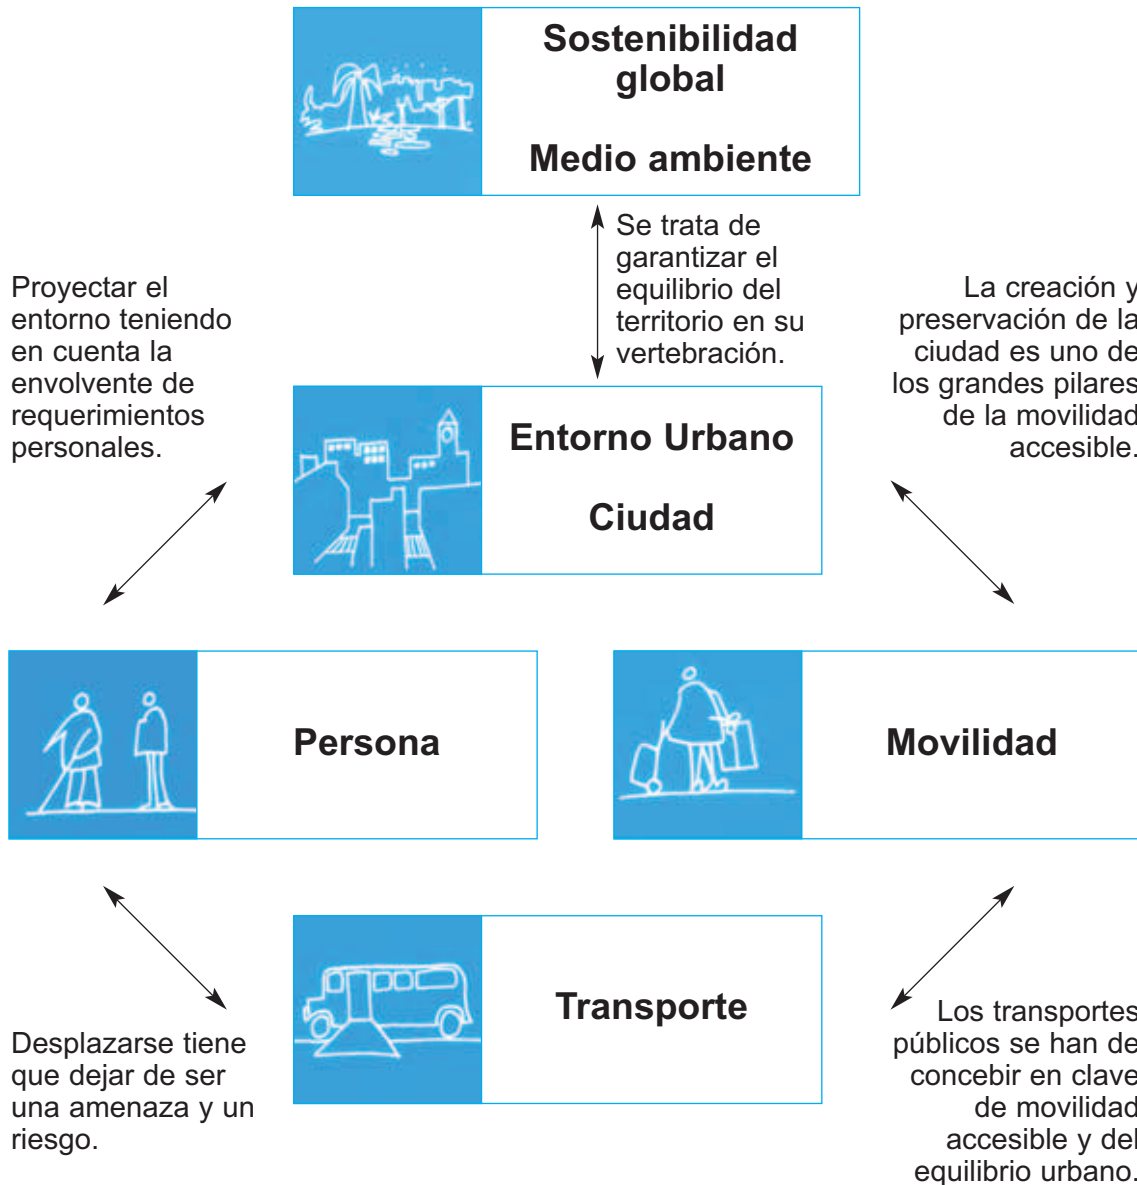 Sostenibilidad
global
Medio ambiente
Se trata de
garantizar el
equilibrio del
territorio en su
vertebración.
Proyectar el
entorno teniendo
en cuenta la
envolvente de
requerimientos
personales.
La creación y
preservación de la
ciudad es uno de
los grandes pilares
de la movilidad
accesible.
Entorno Urbano
Ciudad
Persona
Movilidad
Transporte
Desplazarse tiene
que dejar de ser
una amenaza y un
riesgo.
Los transportes
públicos se han de
concebir en clave
de movilidad
accesible y del
equilibrio urbano.